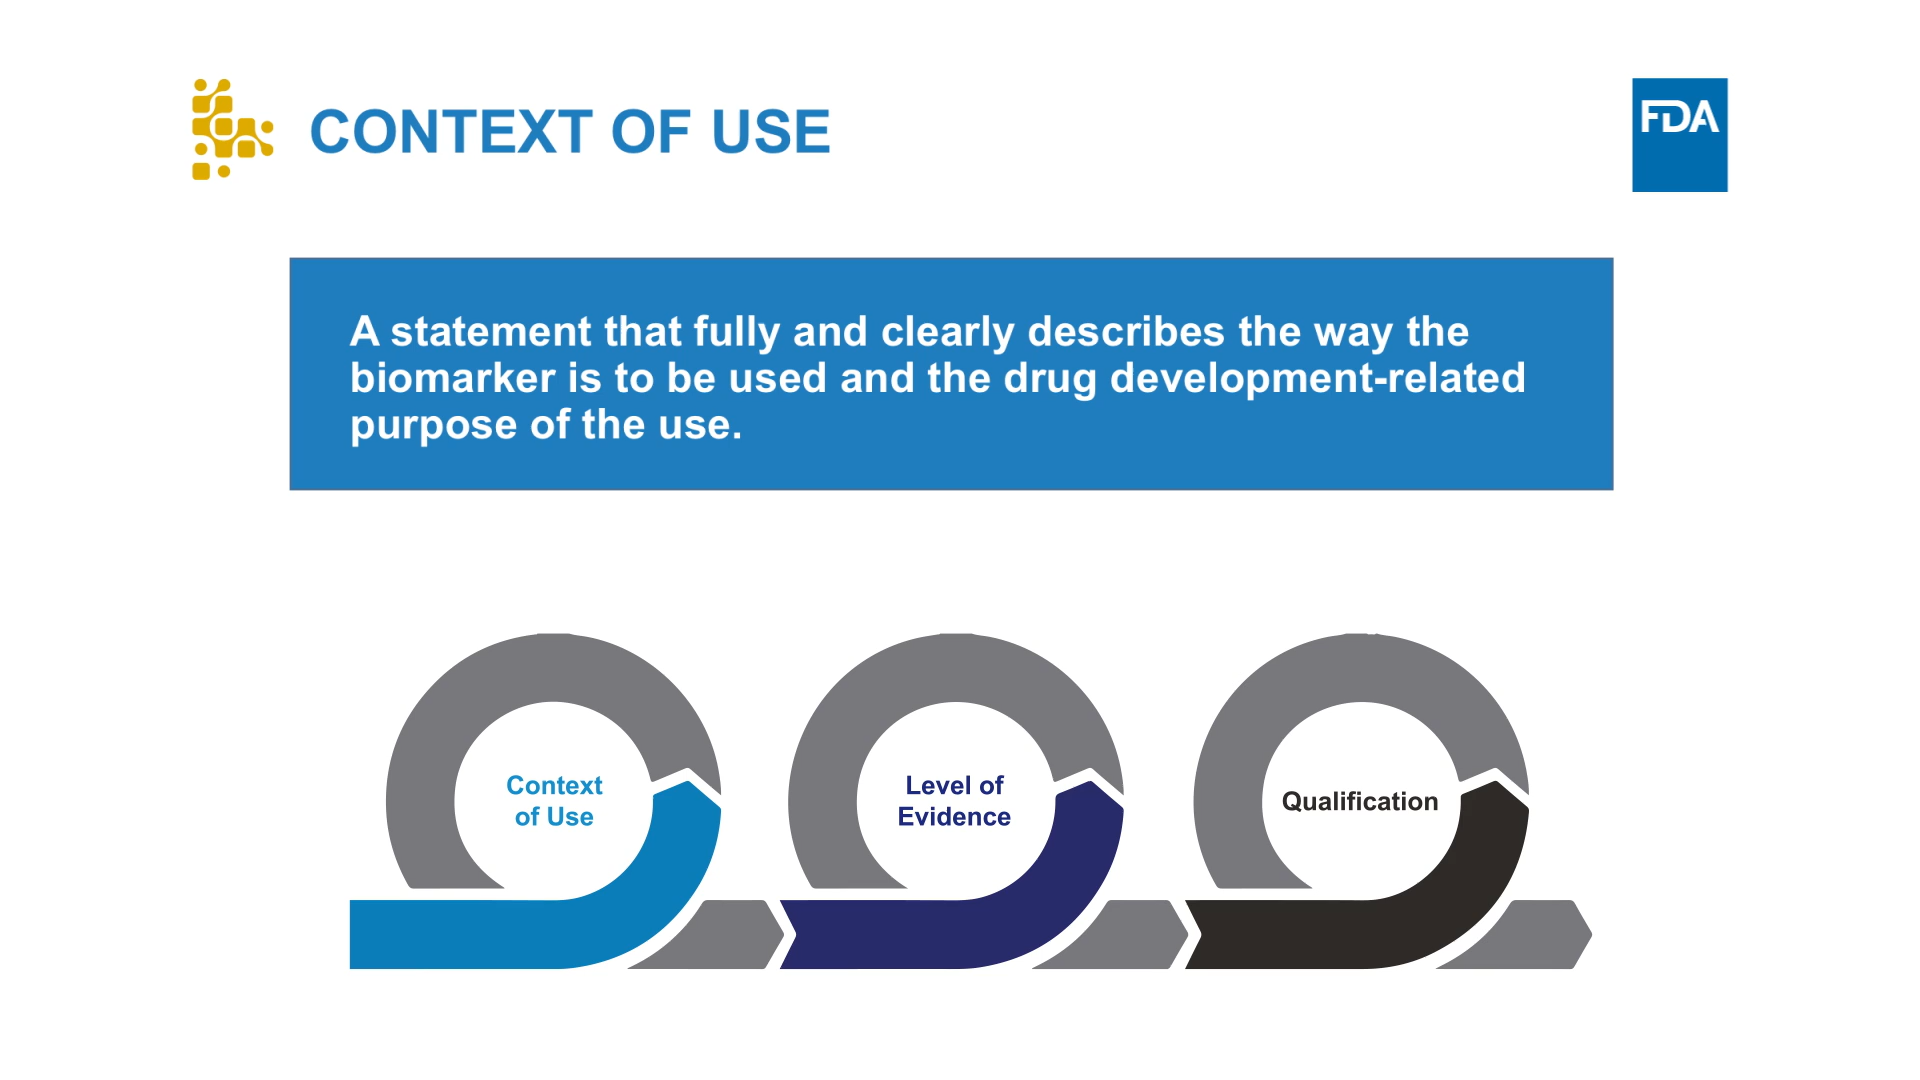 CONTEXT OF USE
FDA
A statement that fully and clearly describes the way the
biomarker is to be used and the drug development-related
purpose of the use.
Context
of Use
Level of
Evidence
Qualification